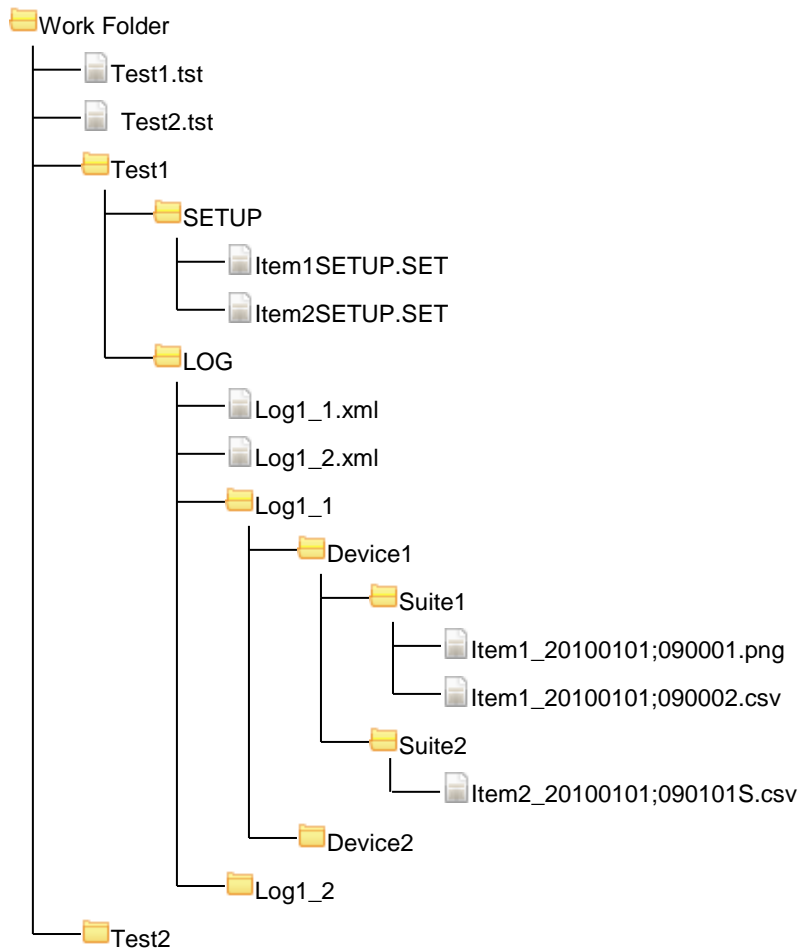 Work Folder
Test1.tst
Test2.tst
Test1
SETUP
Item1SETUP.SET
Item2SETUP.SET
LOG
Log1_1.xml
Log1_2.xml
Log1_1
Device1
Suite1
Item1_20100101;090001.png
Item1_20100101;090002.csv
Suite2
Item2_20100101;090101S.csv
Device2
Log1_2
Test2